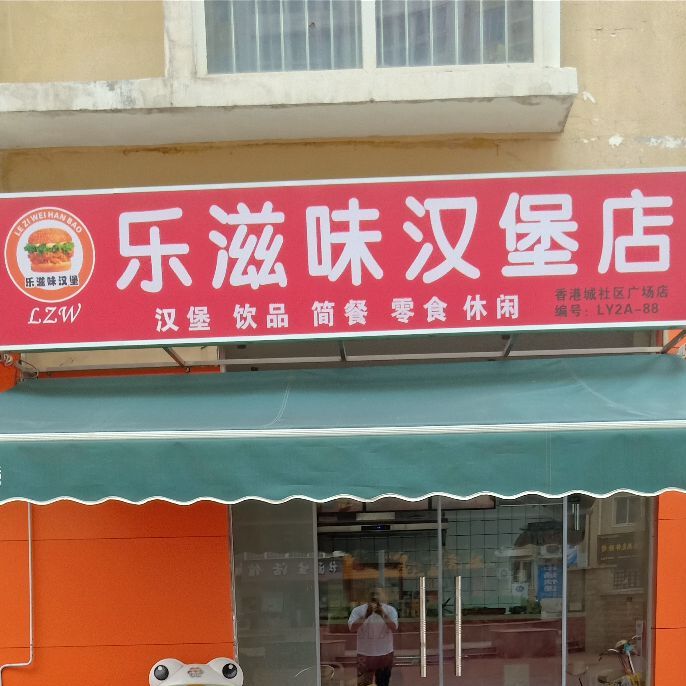 LE ZI WEI HAN BAO
乐滋味汉堡
LZW
乐滋味汉堡店
汉堡 饮品 简餐 零食 休闲
香港城社区广场店
编号: LY2A-88